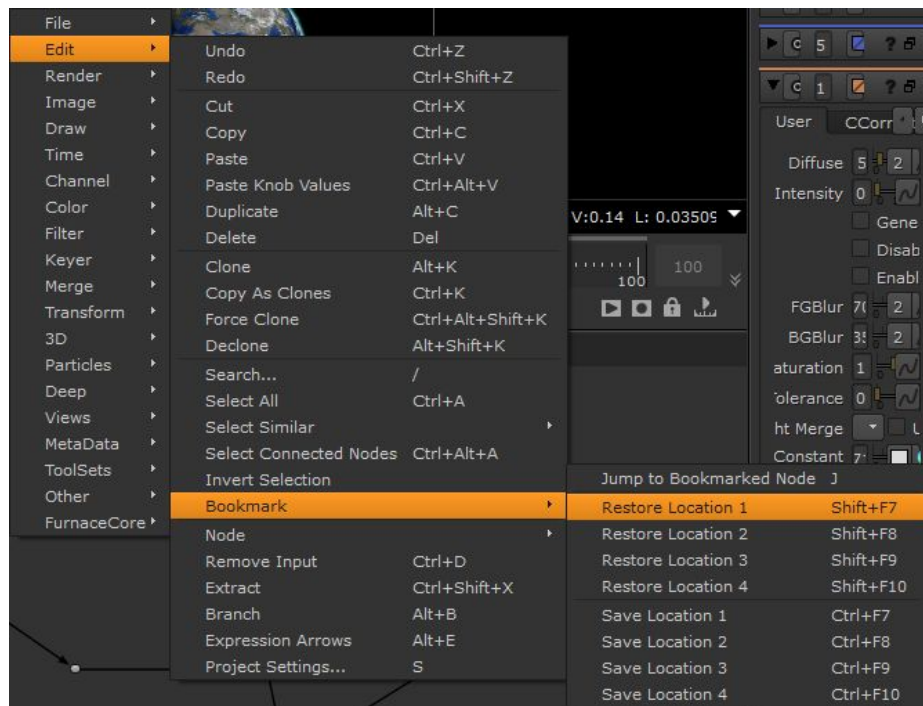 File
Edit
Render
Image
Draw
Time
Channel
Color
Filter
Keyer
Merge
Transform
3D
Particles
Deep
Views
MetaData
ToolSets
Other
FurnaceCore
Undo Ctrl+Z
Redo Ctrl+Shift+Z
Cut Ctrl+X
Copy Ctrl+C
Paste Ctrl+V
Paste Knob Values Ctrl+Alt+V
Duplicate Alt+C
Delete Del
Clone Alt+K
Copy As Clones Ctrl+K
Force Clone Ctrl+Alt+Shift+K
Declone Alt+Shift+K
Search... /
Select All Ctrl+A
Select Similar
Select Connected Nodes Ctrl+Alt+A
Invert Selection
Bookmark
Node
Remove Input Ctrl+D
Extract Ctrl+Shift+X
Branch Alt+B
Expression Arrows Alt+E
Project Settings... S
Jump to Bookmarked Node J
Restore Location 1 Shift+F7
Restore Location 2 Shift+F8
Restore Location 3 Shift+F9
Restore Location 4 Shift+F10
Save Location 1 Ctrl+F7
Save Location 2 Ctrl+F8
Save Location 3 Ctrl+F9
Save Location 4 Ctrl+F10
V:0.14 L: 0.03509
100 100
5 ?
1 ?
User CCorr
Diffuse 5 2
Intensity 0
Gene
Disab
Enabl
FGBlur 70 2
BGBlur 2
aturation 1
olerance 0
ht Merge
Constant 7